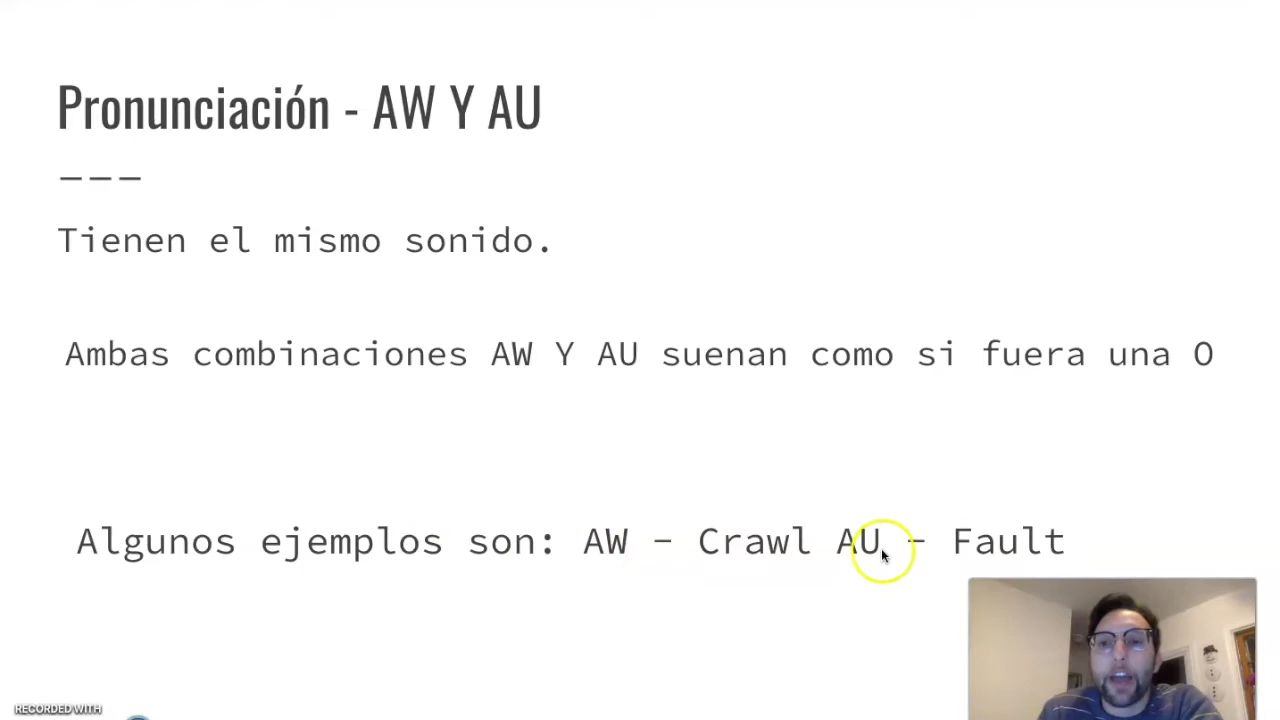 Pronunciación - AW Y AU
---
Tienen el mismo sonido.
Ambas combinaciones AW Y AU suenan como si fuera una O
Algunos ejemplos son: AW - Crawl AU - Fault
RECORDED WITH